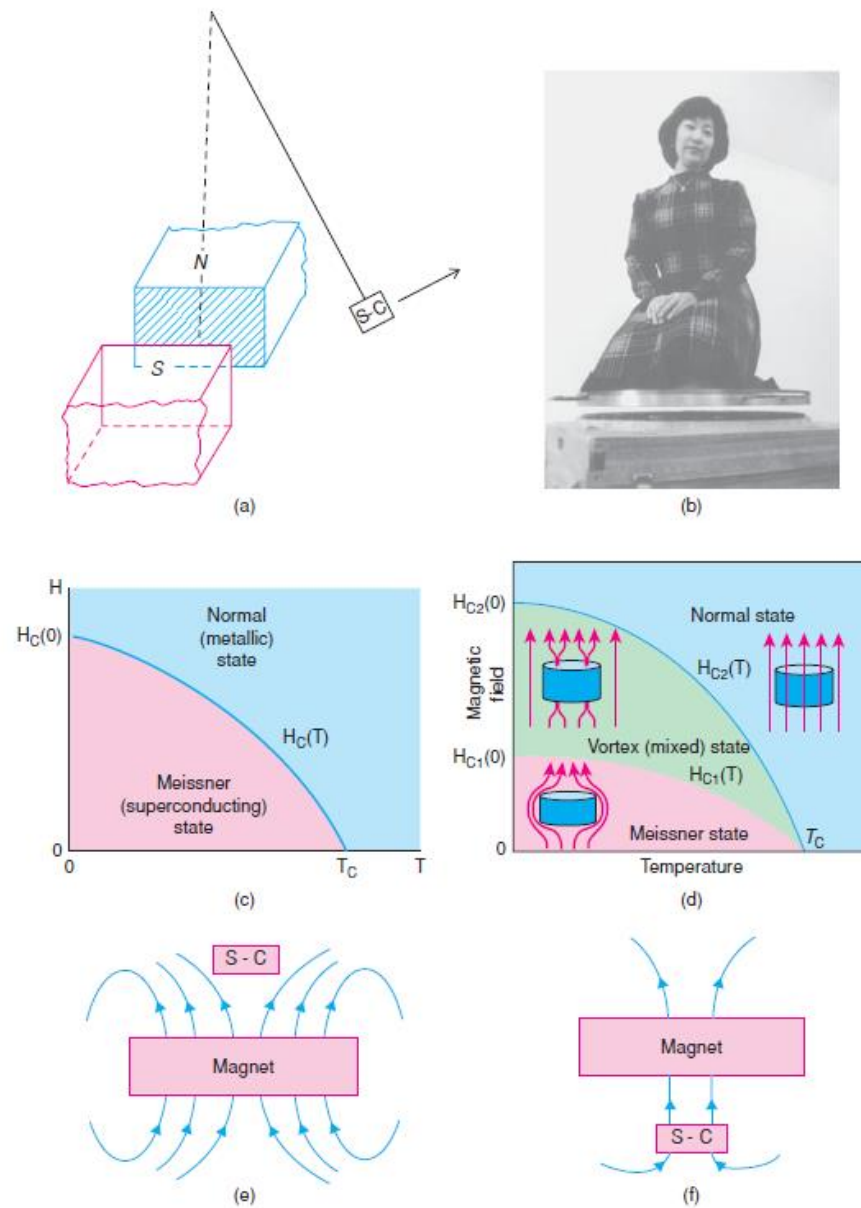 N
S
S-C
(a)
(b)
H
H_C(0)
Normal
(metallic)
state
H_C(T)
Meissner
(superconducting)
state
0
0
T_C
T
(c)
Magnetic
field
H_C2(0)
Normal state
H_C2(T)
H_C1(0)
Vortex (mixed) state
H_C1(T)
Meissner state
T_C
0
Temperature
(d)
S - C
Magnet
(e)
Magnet
S - C
(f)